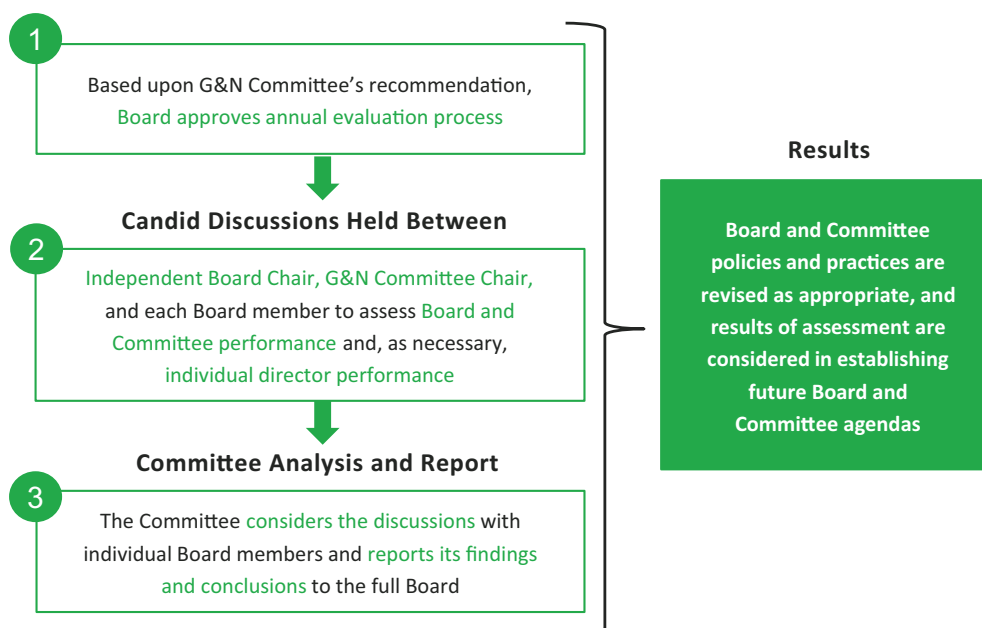 1
Based upon G&N Committee’s recommendation,
Board approves annual evaluation process
Candid Discussions Held Between
2
Independent Board Chair, G&N Committee Chair,
and each Board member to assess Board and
Committee performance and, as necessary,
individual director performance
Committee Analysis and Report
3
The Committee considers the discussions with
individual Board members and reports its findings
and conclusions to the full Board
Results
Board and Committee
policies and practices are
revised as appropriate, and
results of assessment are
considered in establishing
future Board and
Committee agendas